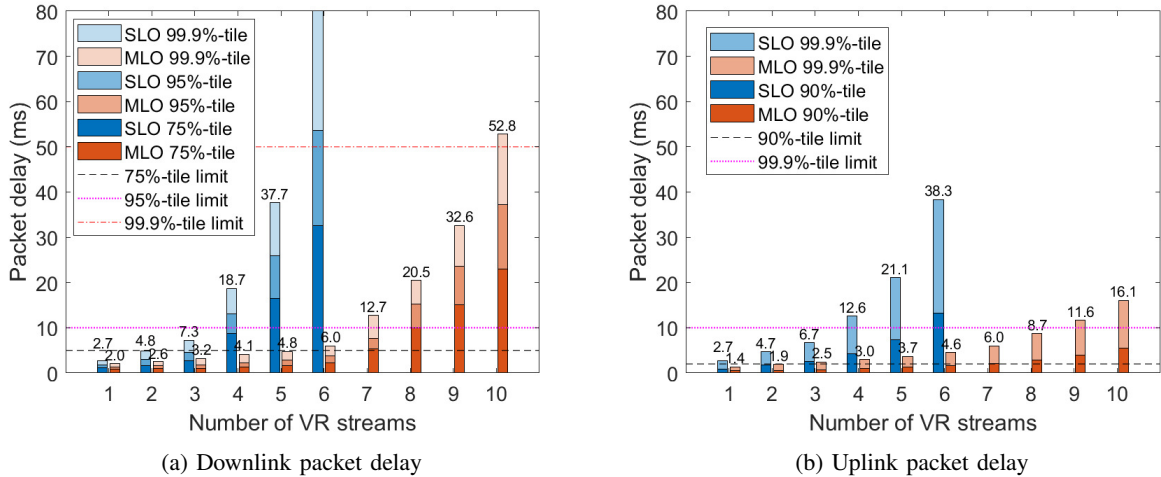 80
70
60
50
40
30
20
10
0
Packet delay (ms)
SLO 99.9%-tile
MLO 99.9%-tile
SLO 95%-tile
MLO 95%-tile
SLO 75%-tile
MLO 75%-tile
75%-tile limit
95%-tile limit
99.9%-tile limit
2.7
2.0
4.8
2.6
7.3
3.2
18.7
4.1
37.7
4.8
6.0
12.7
20.5
32.6
52.8
1 2 3 4 5 6 7 8 9 10
Number of VR streams
(a) Downlink packet delay
80
70
60
50
40
30
20
10
0
Packet delay (ms)
SLO 99.9%-tile
MLO 99.9%-tile
SLO 90%-tile
MLO 90%-tile
90%-tile limit
99.9%-tile limit
2.7
1.4
4.7
1.9
6.7
2.5
12.6
3.0
21.1
3.7
38.3
4.6
6.0
8.7
11.6
16.1
1 2 3 4 5 6 7 8 9 10
Number of VR streams
(b) Uplink packet delay